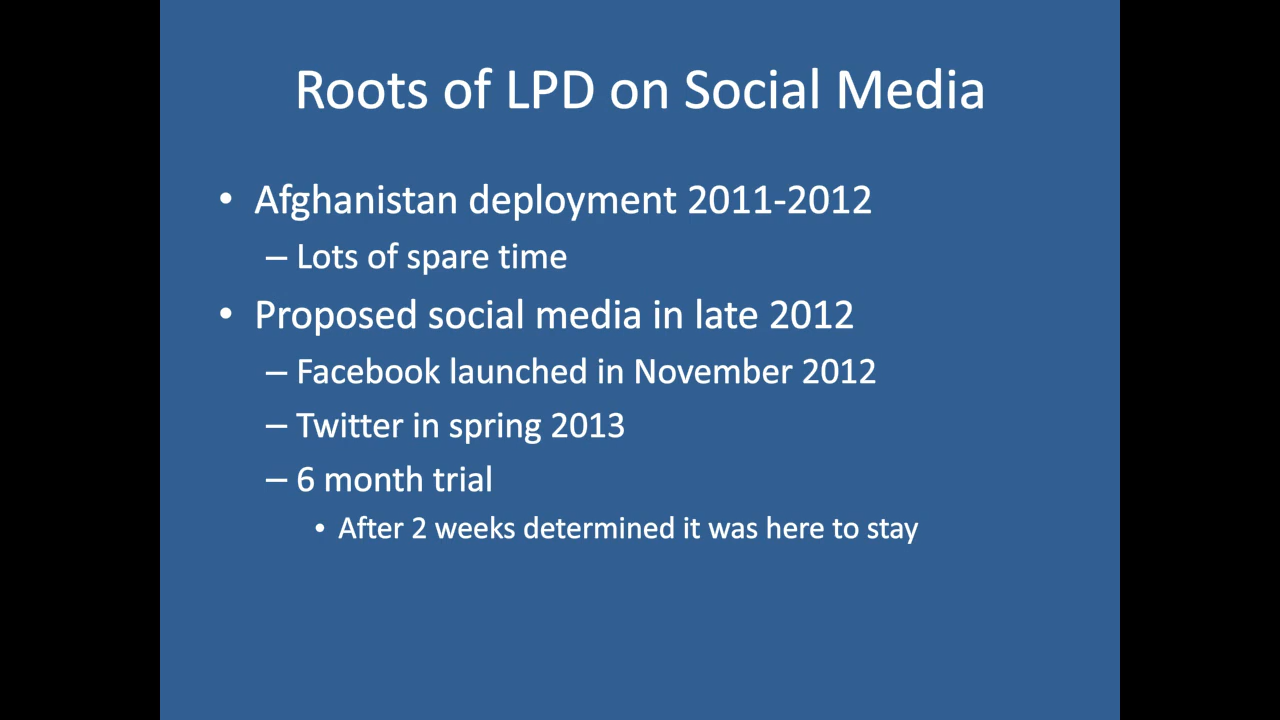 Roots of LPD on Social Media
• Afghanistan deployment 2011-2012
– Lots of spare time
• Proposed social media in late 2012
– Facebook launched in November 2012
– Twitter in spring 2013
– 6 month trial
• After 2 weeks determined it was here to stay